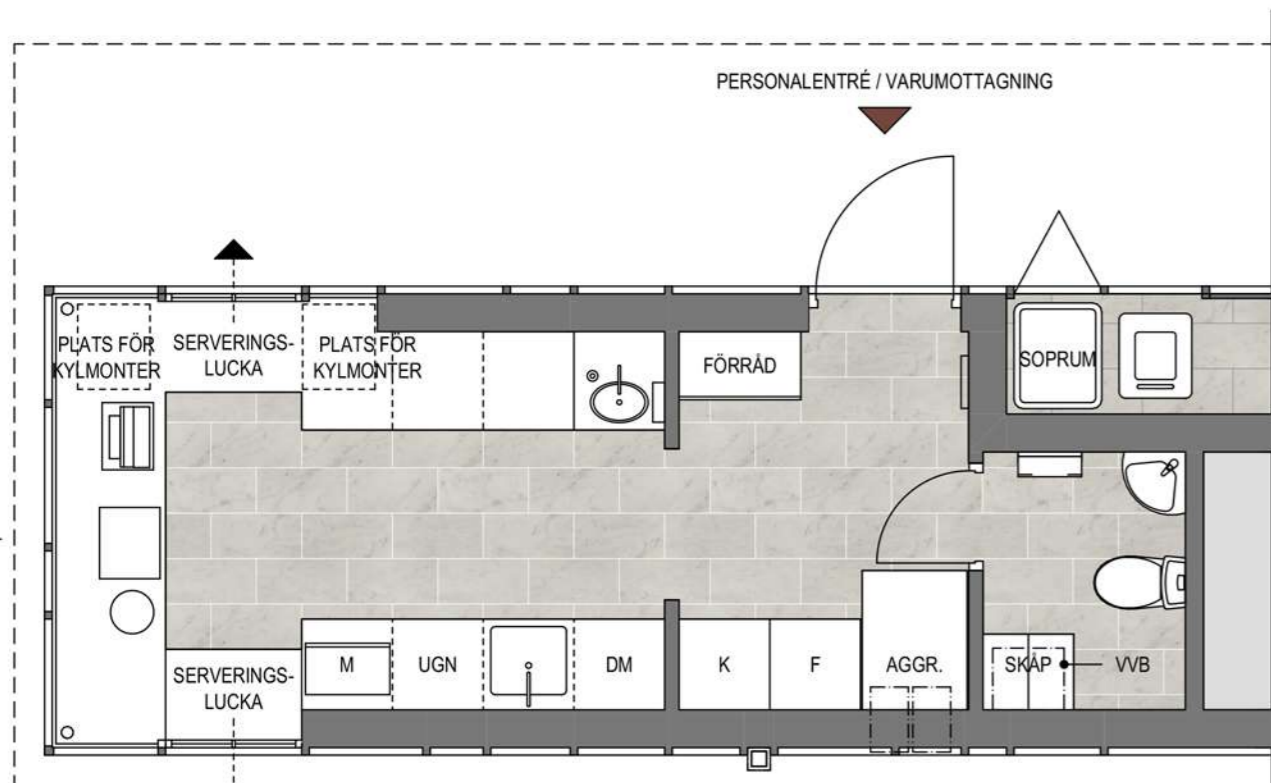 PERSONALENTRÉ / VARUMOTTAGNING
PLATS FÖR
KYLMONTER
SERVERINGS-
LUCKA
PLATS FÖR
KYLMONTER
FÖRRÅD
SOPRUM
SERVERINGS-
LUCKA
M
UGN
DM
K
F
AGGR.
SKÅP
VVB